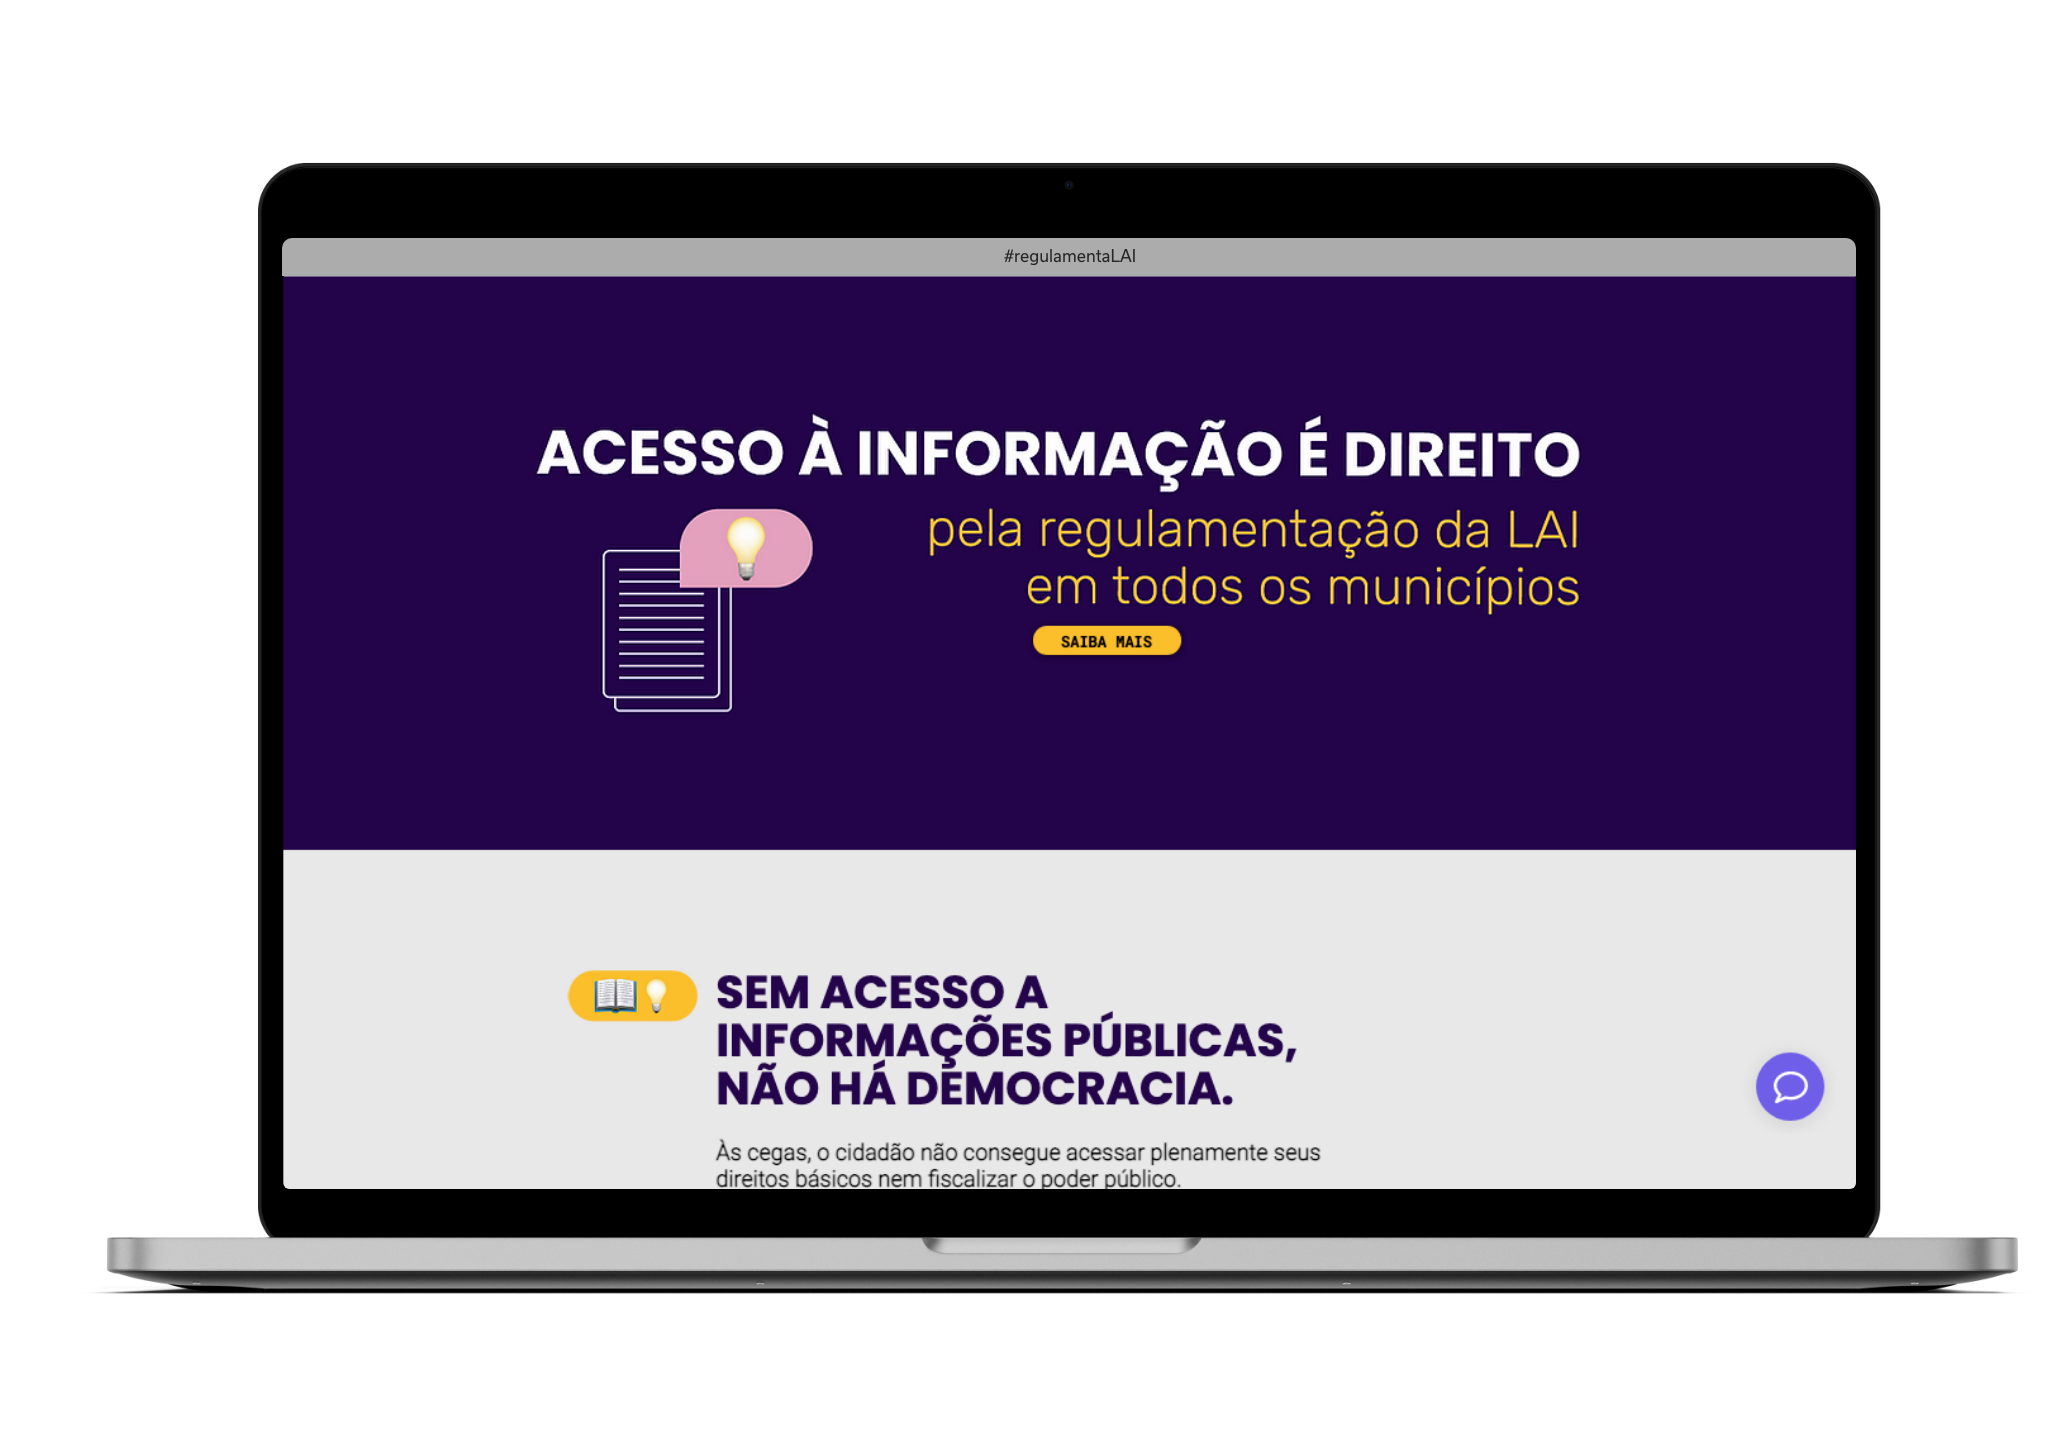 #regulamentaLAI
ACESSO À INFORMAÇÃO É DIREITO
pela regulamentação da LAI
em todos os municípios
SAIBA MAIS
SEM ACESSO A
INFORMAÇÕES PÚBLICAS,
NÃO HÁ DEMOCRACIA.
Às cegas, o cidadão não consegue acessar plenamente seus
direitos básicos nem fiscalizar o poder público.